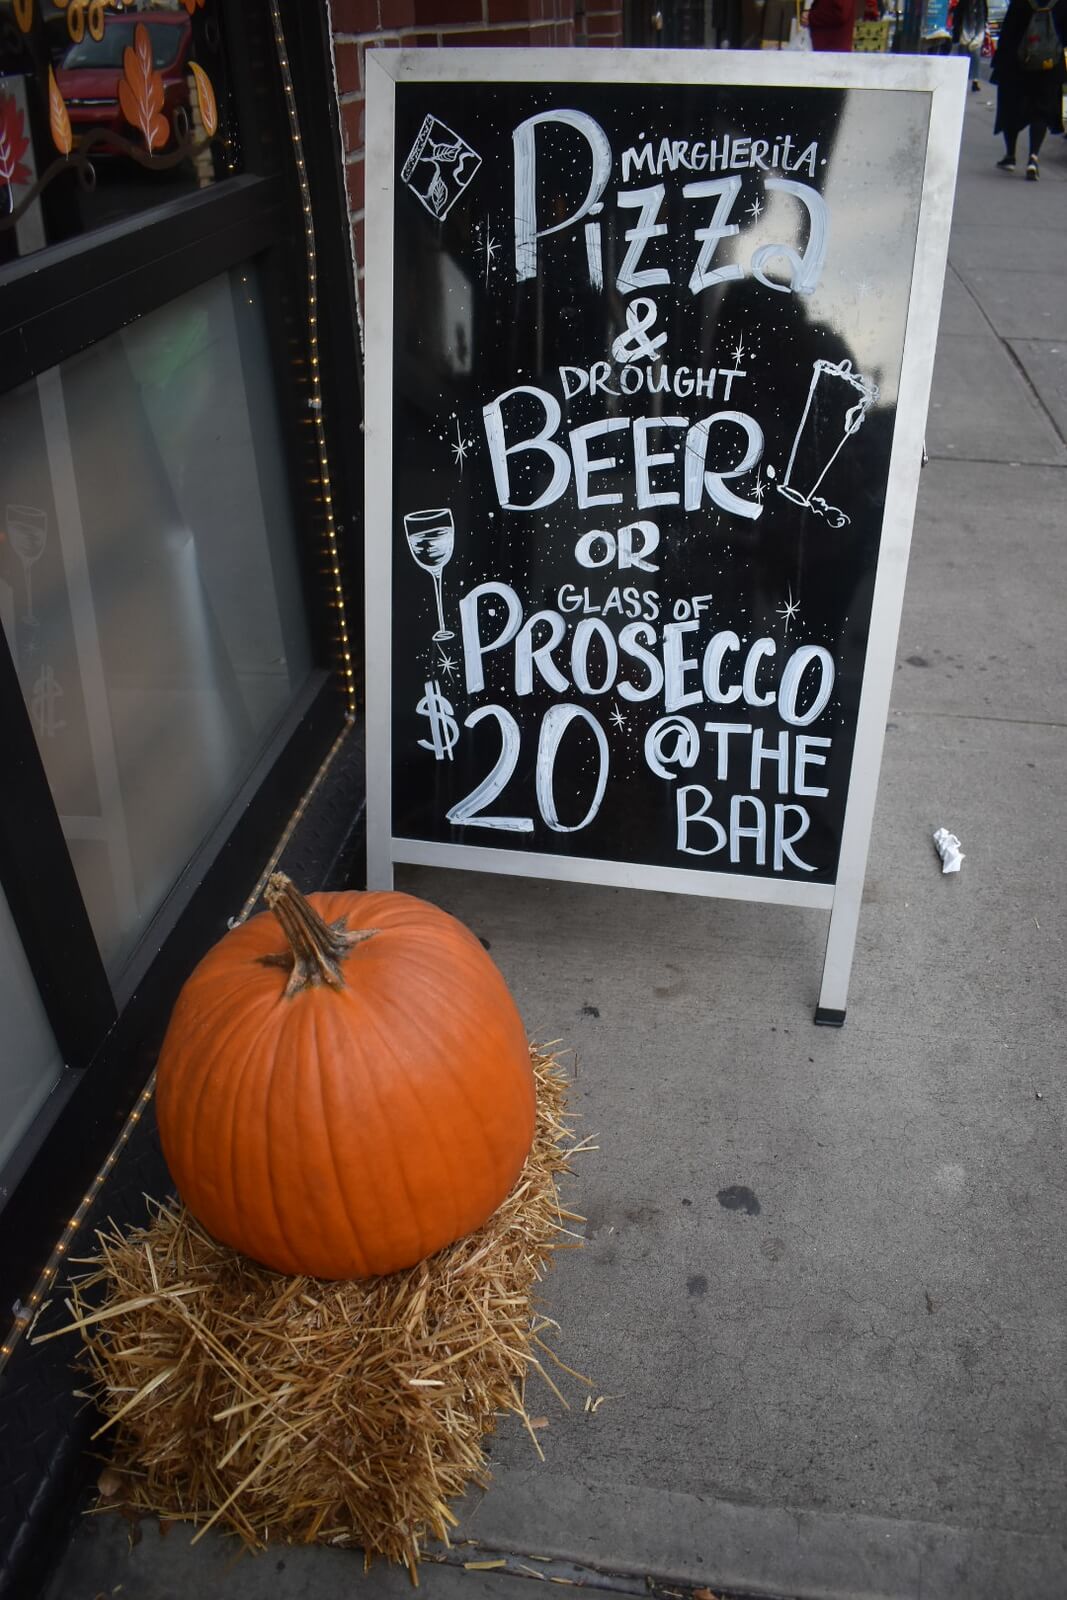 MARGHERITA
PIZZA
&
DROUGHT
BEER
OR
GLASS OF
PROSECCO
$20 @THE
BAR